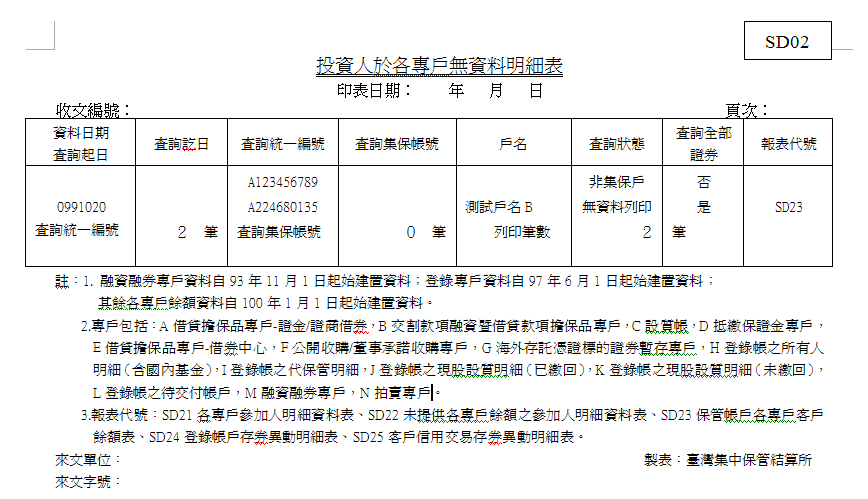 SD02
投資人於各專戶無資料明細表
印表日期： 年 月 日
收文編號： 頁次：
資料日期 查詢起日 查詢訖日 查詢統一編號 查詢集保帳號 戶名 查詢狀態 查詢全部證券 報表代號
A123456789 非集保戶 否
0991020 A224680135 測試戶名B 無資料列印 是 SD23
查詢統一編號 2 筆 查詢集保帳號 0 筆 列印筆數 2 筆
註：1. 融資融券專戶資料自 93 年 11 月 1 日起始建置資料；登錄專戶資料自 97 年 6 月 1 日起始建置資料；
其餘各專戶餘額資料自 100 年 1 月 1 日起始建置資料。
2.專戶包括：A 借貸擔保品專戶-證金/證商借券，B 交割款項融資暨借貸款項擔保品專戶，C 設質帳，D 抵繳保證金專戶，
E 借貸擔保品專戶-借券中心，F 公開收購/董事承諾收購專戶，G 海外存託憑證標的證券暫存專戶，H 登錄帳之所有人
明細（含國內基金），I 登錄帳之代保管明細，J 登錄帳之現股設質明細（已繳回），K 登錄帳之現股設質明細（未繳回），
L 登錄帳之待交付帳戶，M 融資融券專戶，N 拍賣專戶。
3.報表代號：SD21 各專戶參加人明細資料表、SD22 未提供各專戶餘額之參加人明細資料表、SD23 保管帳戶各專戶客戶
餘額表、SD24 登錄帳戶存券異動明細表、SD25 客戶信用交易存券異動明細表。
來文單位： 製表：臺灣集中保管結算所
來文字號：